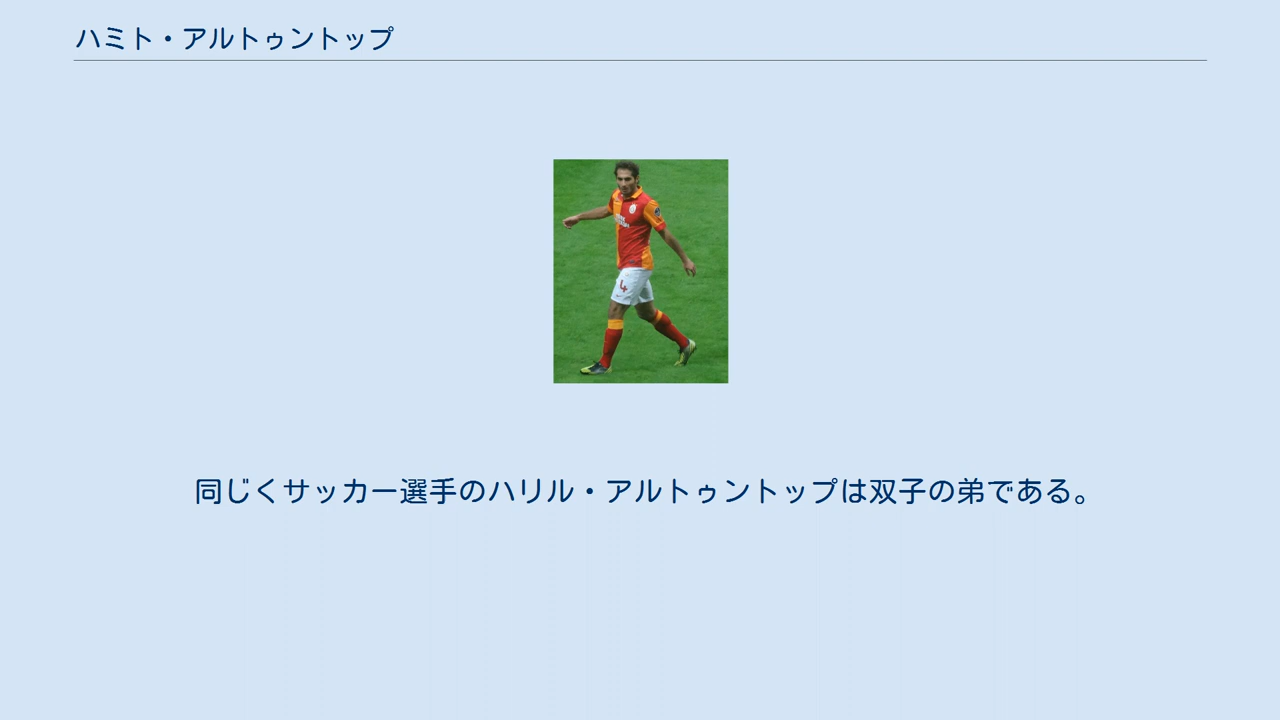 ハミト・アルトゥントップ
4
同じくサッカー選手のハリル・アルトゥントップは双子の弟である。